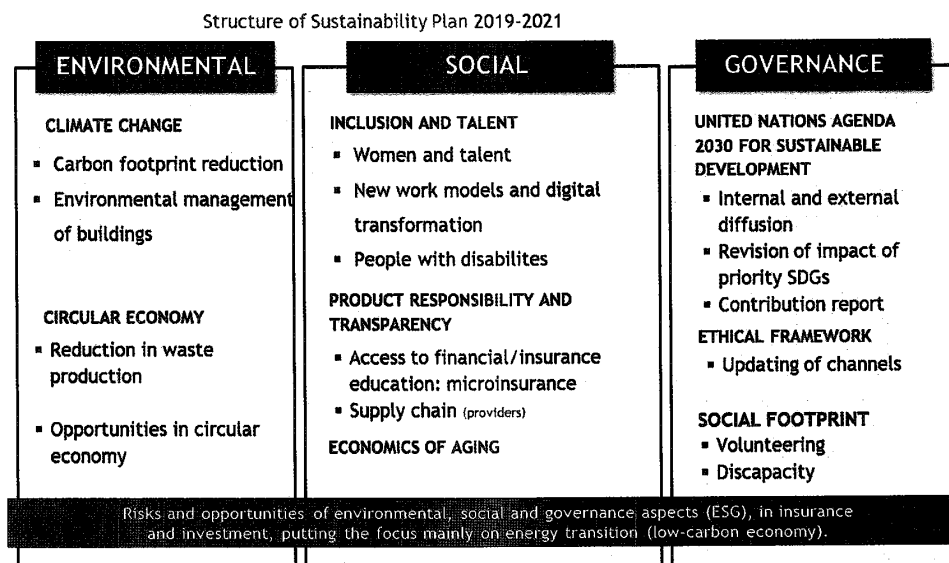 Structure of Sustainability Plan 2019-2021
ENVIRONMENTAL
CLIMATE CHANGE
▪ Carbon footprint reduction
▪ Environmental management
of buildings
CIRCULAR ECONOMY
▪ Reduction in waste
production
▪ Opportunities in circular
economy
SOCIAL
INCLUSION AND TALENT
▪ Women and talent
▪ New work models and digital
transformation
▪ People with disabilites
PRODUCT RESPONSIBILITY AND
TRANSPARENCY
▪ Access to financial/insurance
education: microinsurance
▪ Supply chain (providers)
ECONOMICS OF AGING
GOVERNANCE
UNITED NATIONS AGENDA
2030 FOR SUSTAINABLE
DEVELOPMENT
▪ Internal and external
diffusion
▪ Revision of impact of
priority SDGs
▪ Contribution report
ETHICAL FRAMEWORK
▪ Updating of channels
SOCIAL FOOTPRINT
▪ Volunteering
▪ Discapacity
Risks and opportunities of environmental, social and governance aspects (ESG), in insurance
and investment, putting the focus mainly on energy transition (low-carbon economy).